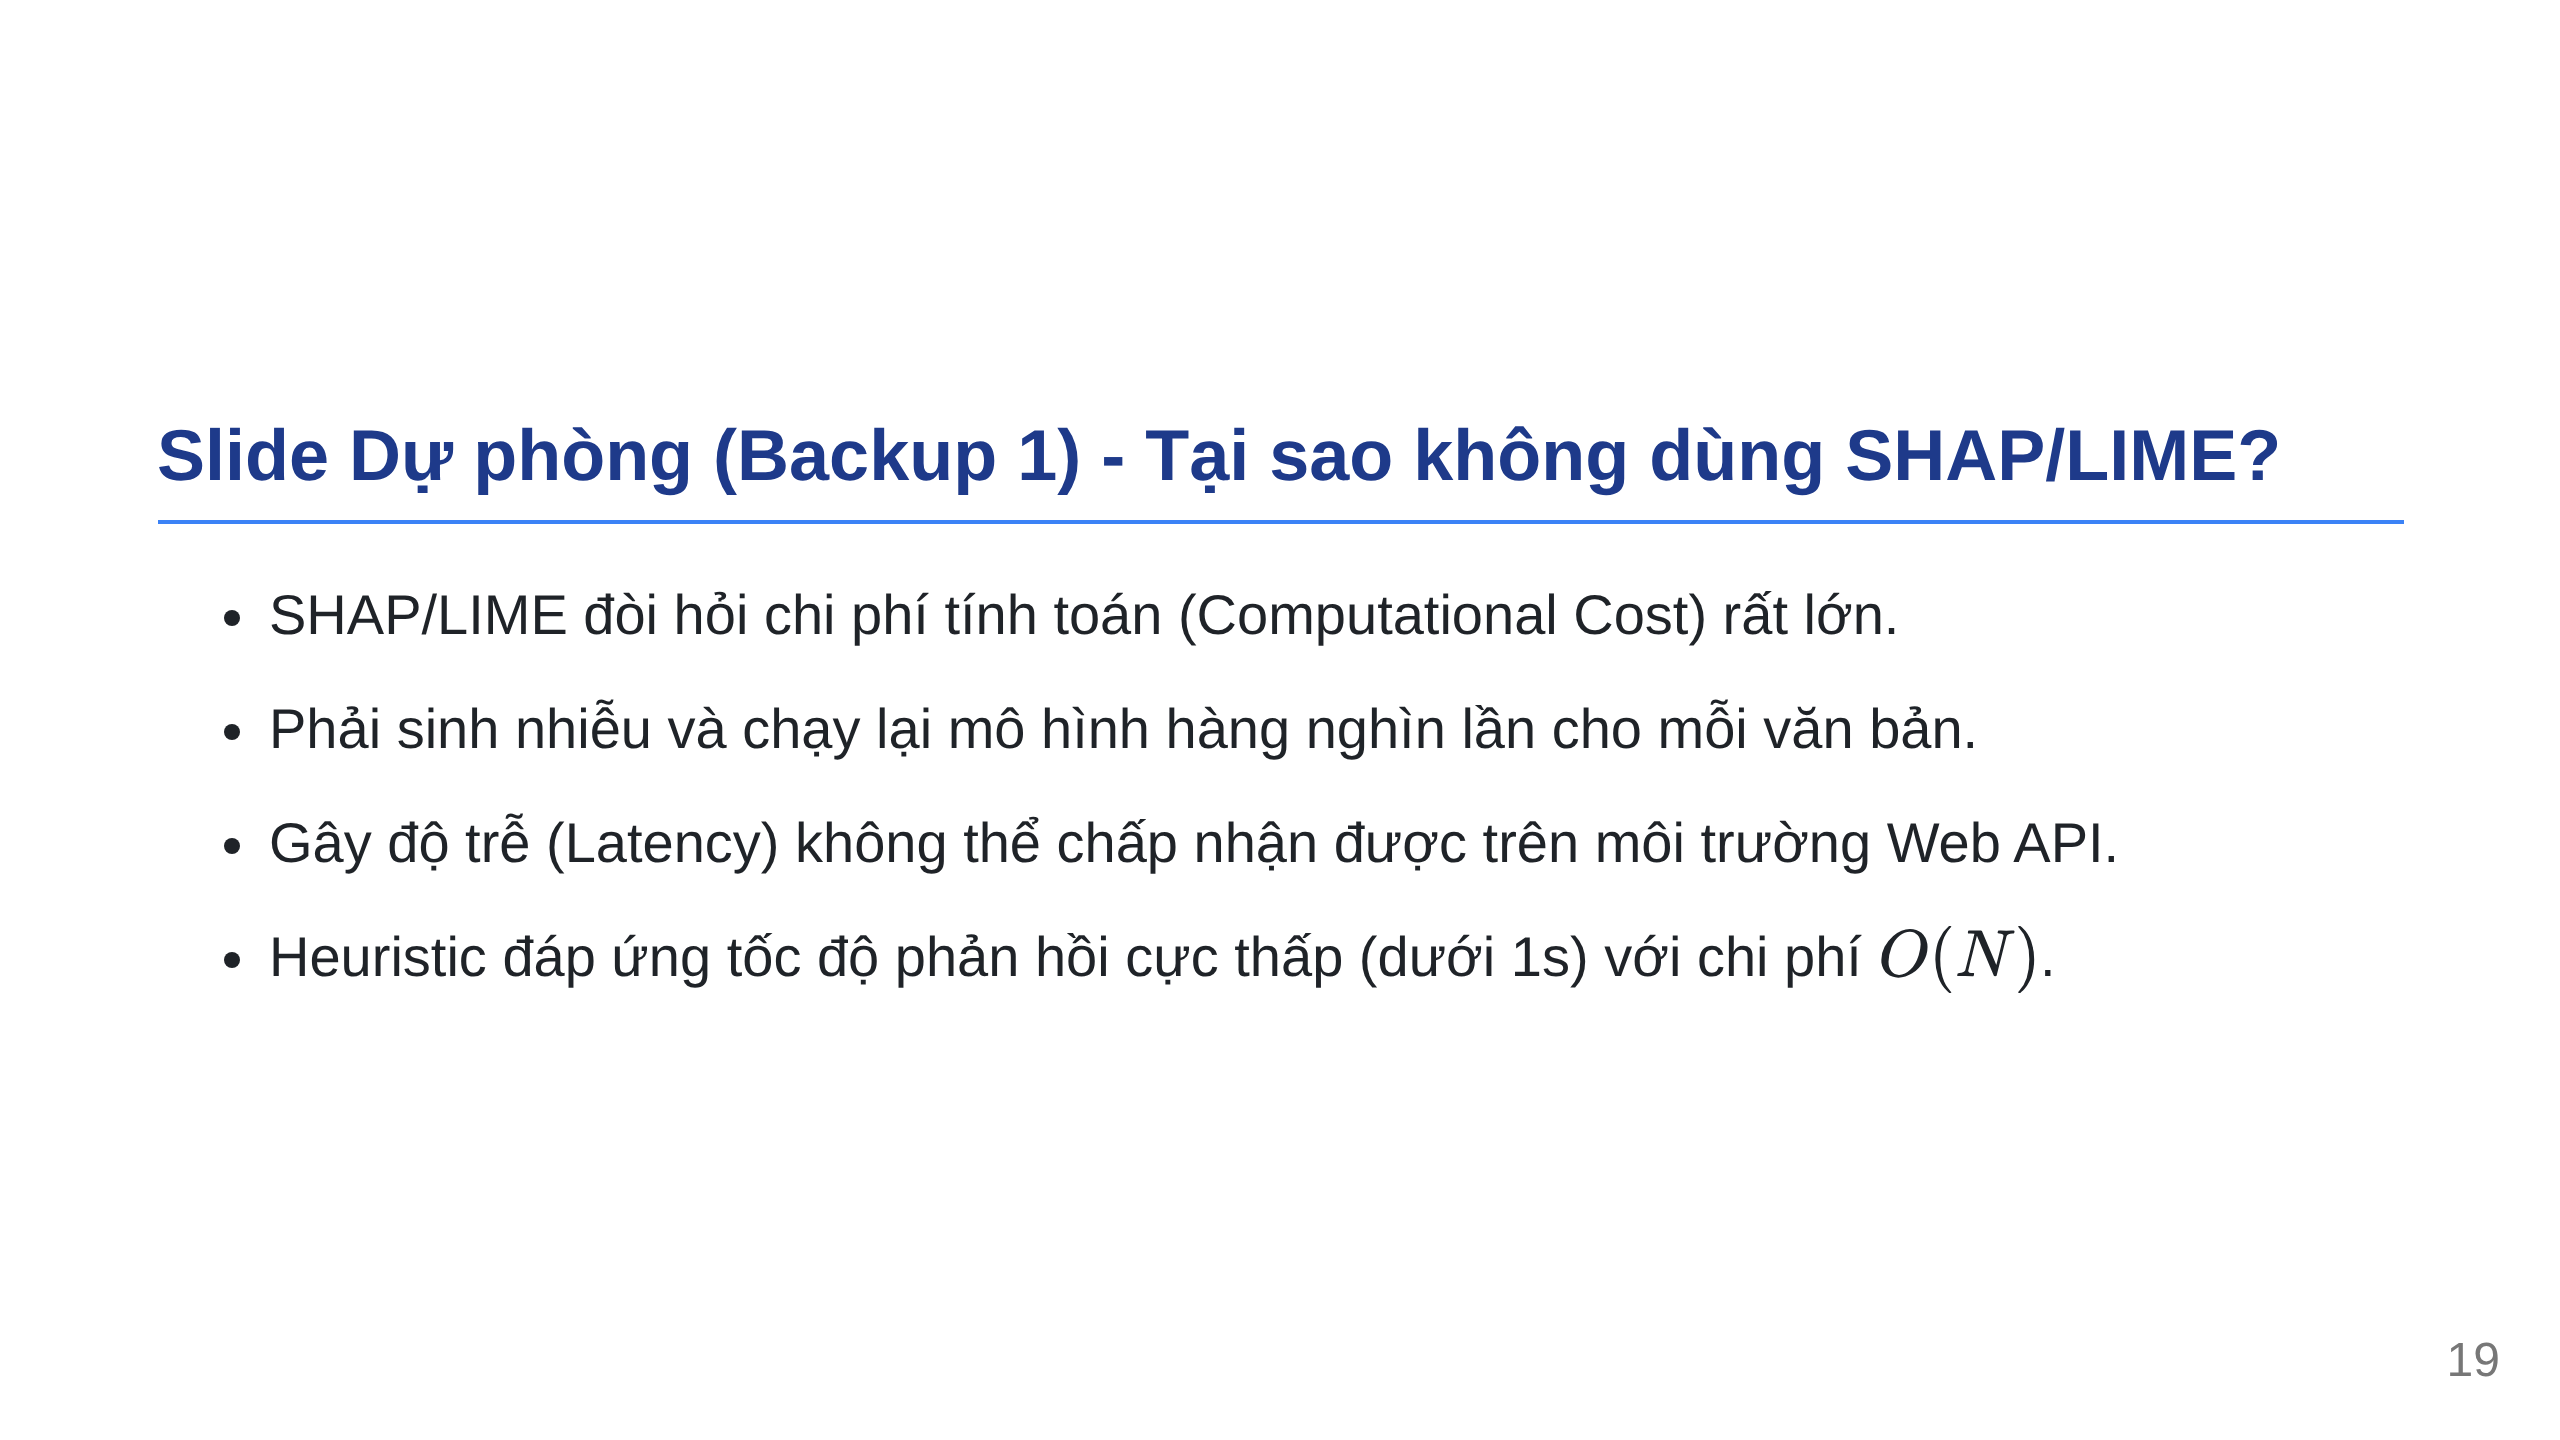 Slide Dự phòng (Backup 1) - Tại sao không dùng SHAP/LIME?
• SHAP/LIME đòi hỏi chi phí tính toán (Computational Cost) rất lớn.
• Phải sinh nhiễu và chạy lại mô hình hàng nghìn lần cho mỗi văn bản.
• Gây độ trễ (Latency) không thể chấp nhận được trên môi trường Web API.
• Heuristic đáp ứng tốc độ phản hồi cực thấp (dưới 1s) với chi phí O(N).
19